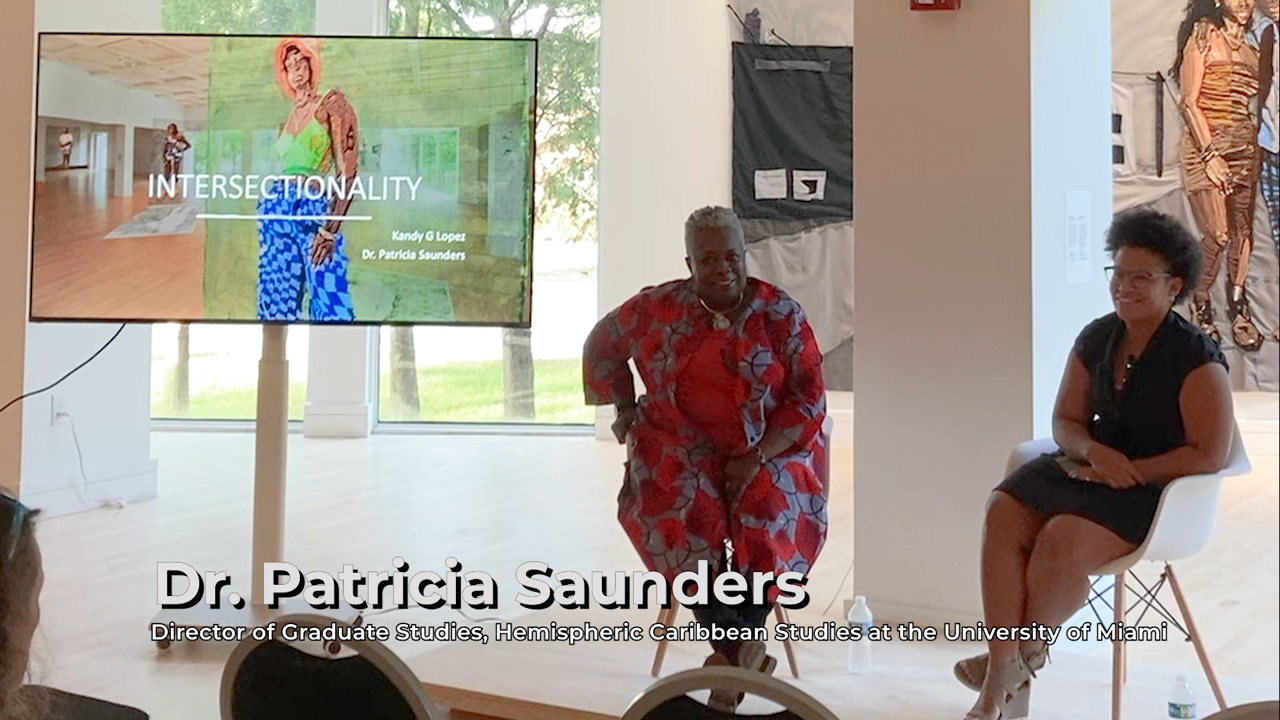 INTERSECTIONALITY
Kandy G Lopez
Dr. Patricia Saunders
Dr. Patricia Saunders
Director of Graduate Studies, Hemispheric Caribbean Studies at the University of Miami